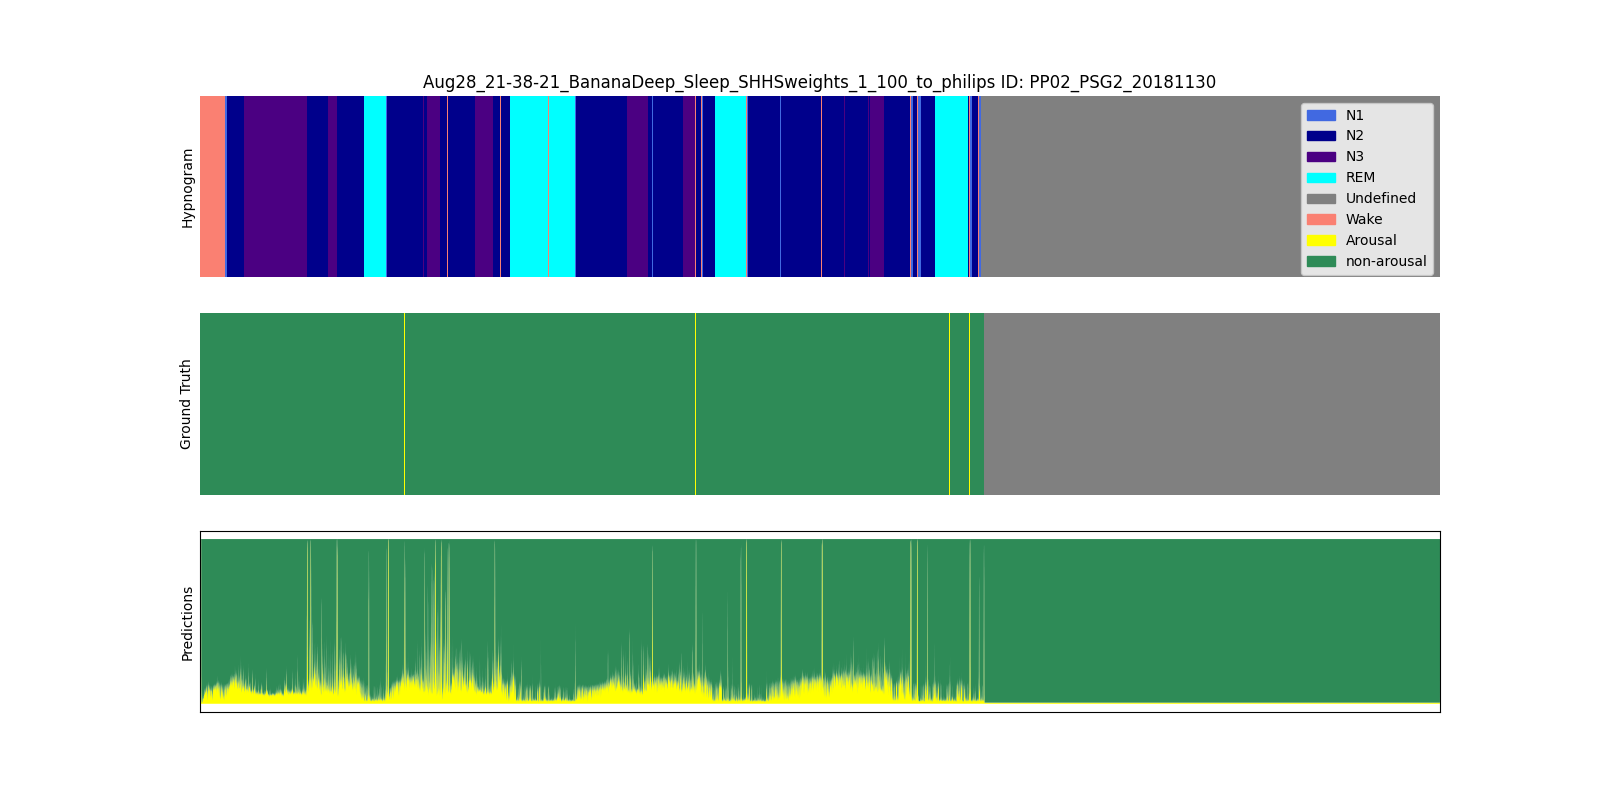 Aug28_21-38-21_BananaDeep_Sleep_SHHSweights_1_100_to_philips ID: PP02_PSG2_20181130
Hypnogram
N1
N2
N3
REM
Undefined
Wake
Arousal
non-arousal
Ground Truth
Predictions